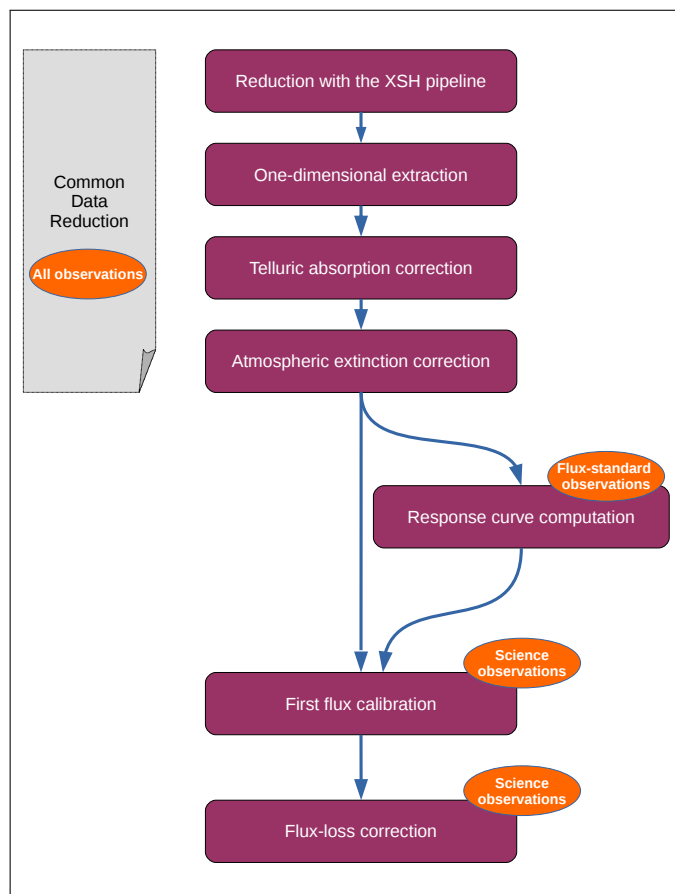 Reduction with the XSH pipeline
One-dimensional extraction
Common
Data
Reduction
All observations
Telluric absorption correction
Atmospheric extinction correction
Flux-standard
observations
Response curve computation
Science
observations
First flux calibration
Science
observations
Flux-loss correction